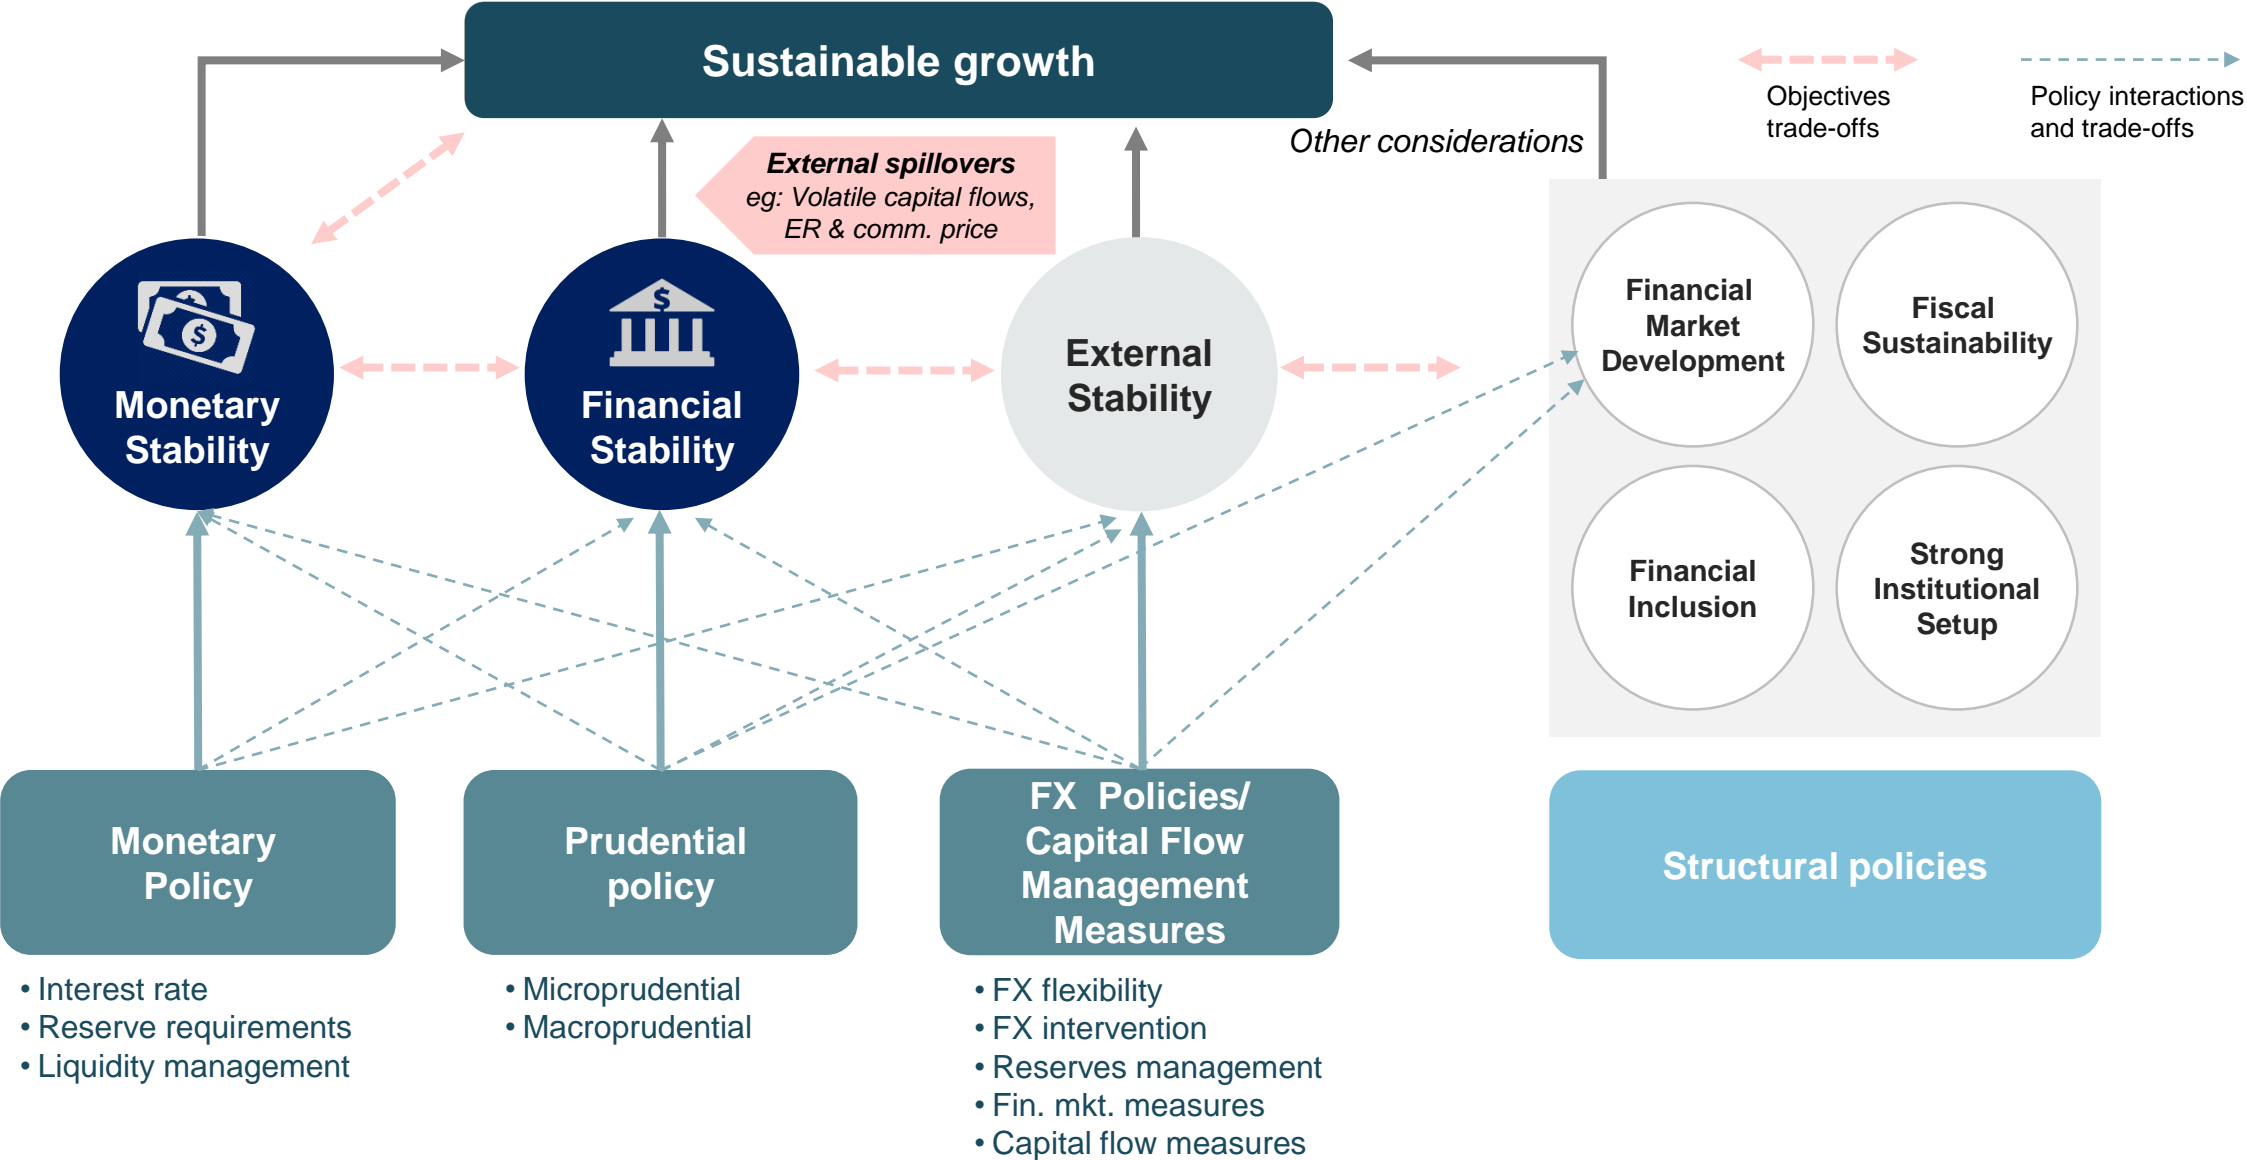 Sustainable growth
Objectives
trade-offs
Policy interactions
and trade-offs
Other considerations
External spillovers
eg: Volatile capital flows,
ER & comm. price
$
$
Monetary
Stability
$
Financial
Stability
External
Stability
Financial
Market
Development
Fiscal
Sustainability
Financial
Inclusion
Strong
Institutional
Setup
Monetary
Policy
Prudential
policy
FX Policies/
Capital Flow
Management
Measures
Structural policies
• Interest rate
• Reserve requirements
• Liquidity management
• Microprudential
• Macroprudential
• FX flexibility
• FX intervention
• Reserves management
• Fin. mkt. measures
• Capital flow measures